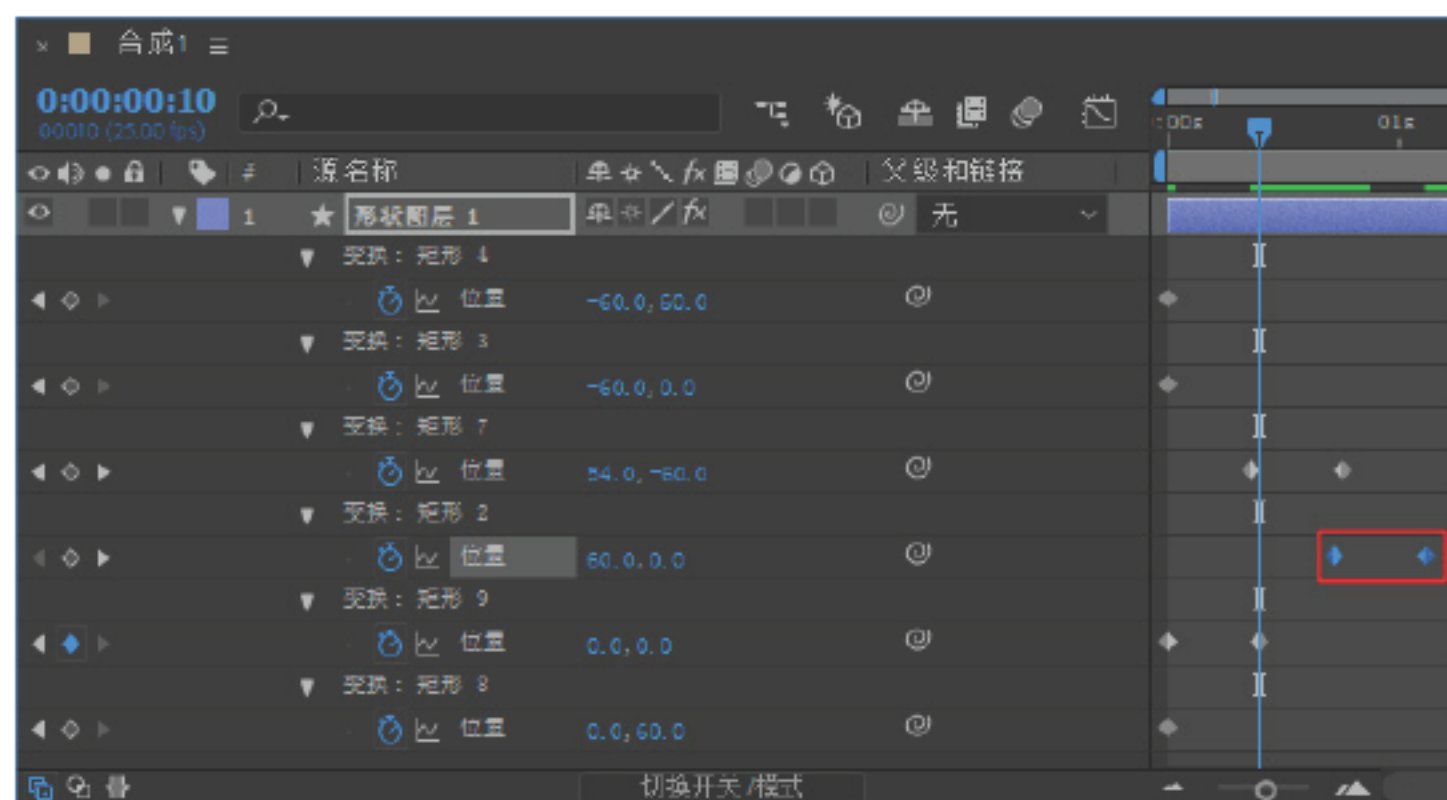 × 合成1 ≡
0:00:00:10
00010 (25.00 fps)
:00s 01s
# 源名称 fx 父级和链接
1 形状图层 1 fx 无
变换: 矩形 4
位置 -60.0,60.0
变换: 矩形 3
位置 -60.0,0.0
变换: 矩形 7
位置 54.0,-60.0
变换: 矩形 2
位置 60.0,0.0
变换: 矩形 9
位置 0.0,0.0
变换: 矩形 8
位置 0.0,60.0
切换开关/模式